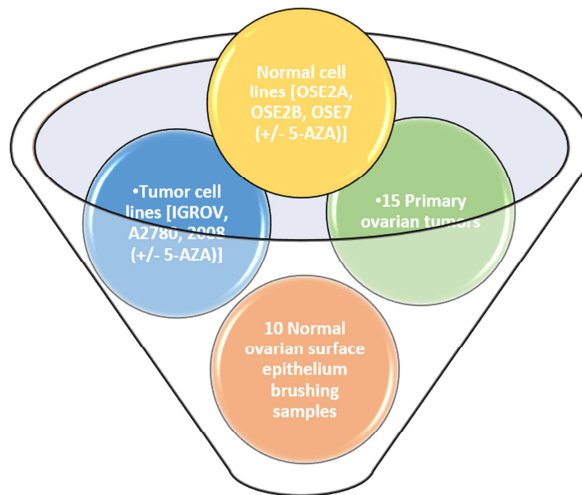 Normal cell
lines [OSE2A,
OSE2B, OSE7
(+/- 5-AZA)]
•Tumor cell
lines [IGROV,
A2780, 2008
(+/- 5-AZA)]
•15 Primary
ovarian tumors
10 Normal
ovarian surface
epithelium
brushing
samples